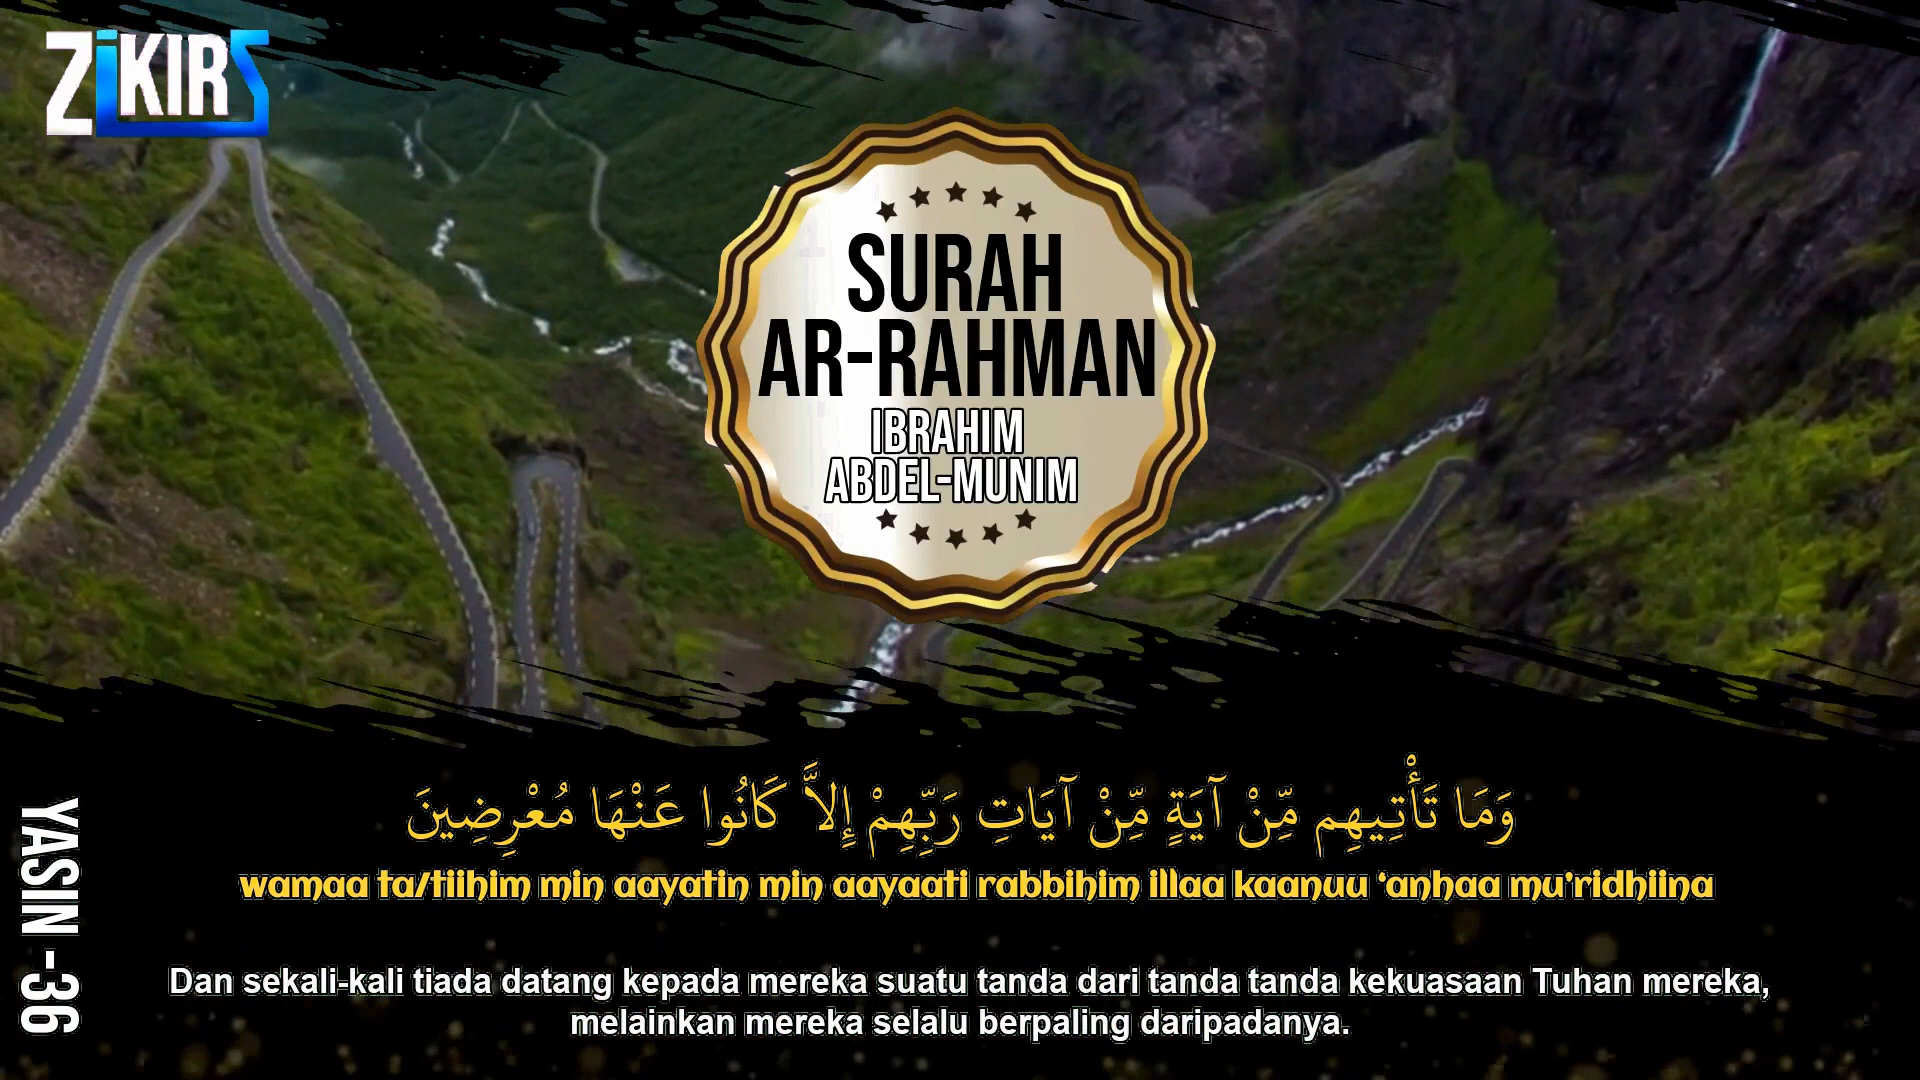 ZiKIRS
SURAH
AR-RAHMAN
IBRAHIM
ABDEL-MUNIM
وَمَا تَأْتِيهِم مِّنْ آيَةٍ مِّنْ آيَاتِ رَبِّهِمْ إِلاَّ كَانُوا عَنْهَا مُعْرِضِينَ
wamaa ta/tiihim min aayatin min aayaati rabbihim illaa kaanuu ‘anhaa mu’ridhiina
Dan sekali-kali tiada datang kepada mereka suatu tanda dari tanda tanda kekuasaan Tuhan mereka,
melainkan mereka selalu berpaling daripadanya.
YASIN -36